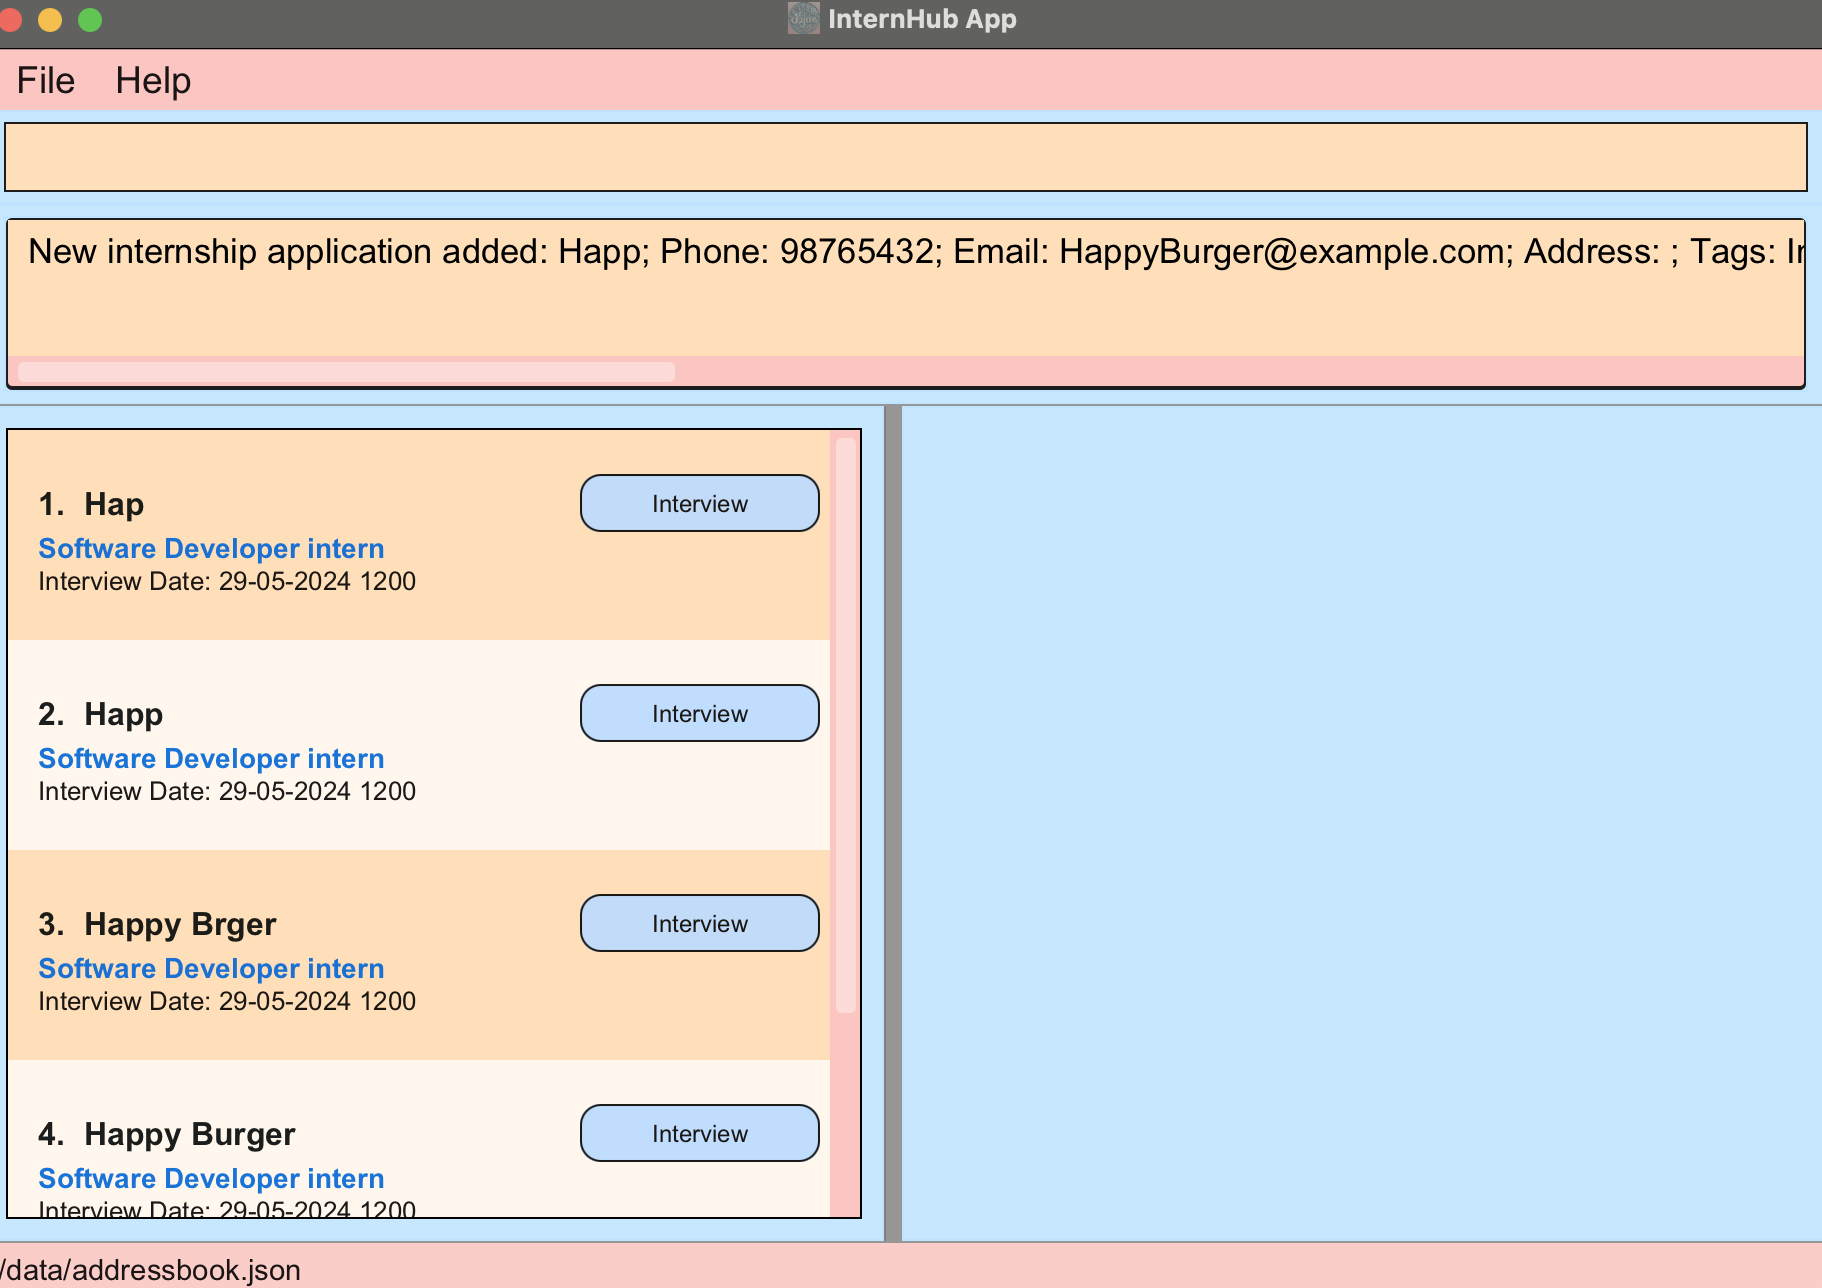 InternHub App
File Help
New internship application added: Happ; Phone: 98765432; Email: HappyBurger@example.com; Address: ; Tags:
1. Hap
Interview
Software Developer intern
Interview Date: 29-05-2024 1200
2. Happ
Interview
Software Developer intern
Interview Date: 29-05-2024 1200
3. Happy Brger
Interview
Software Developer intern
Interview Date: 29-05-2024 1200
4. Happy Burger
Interview
Software Developer intern
Interview Date: 29-05-2024 1200
/data/addressbook.json